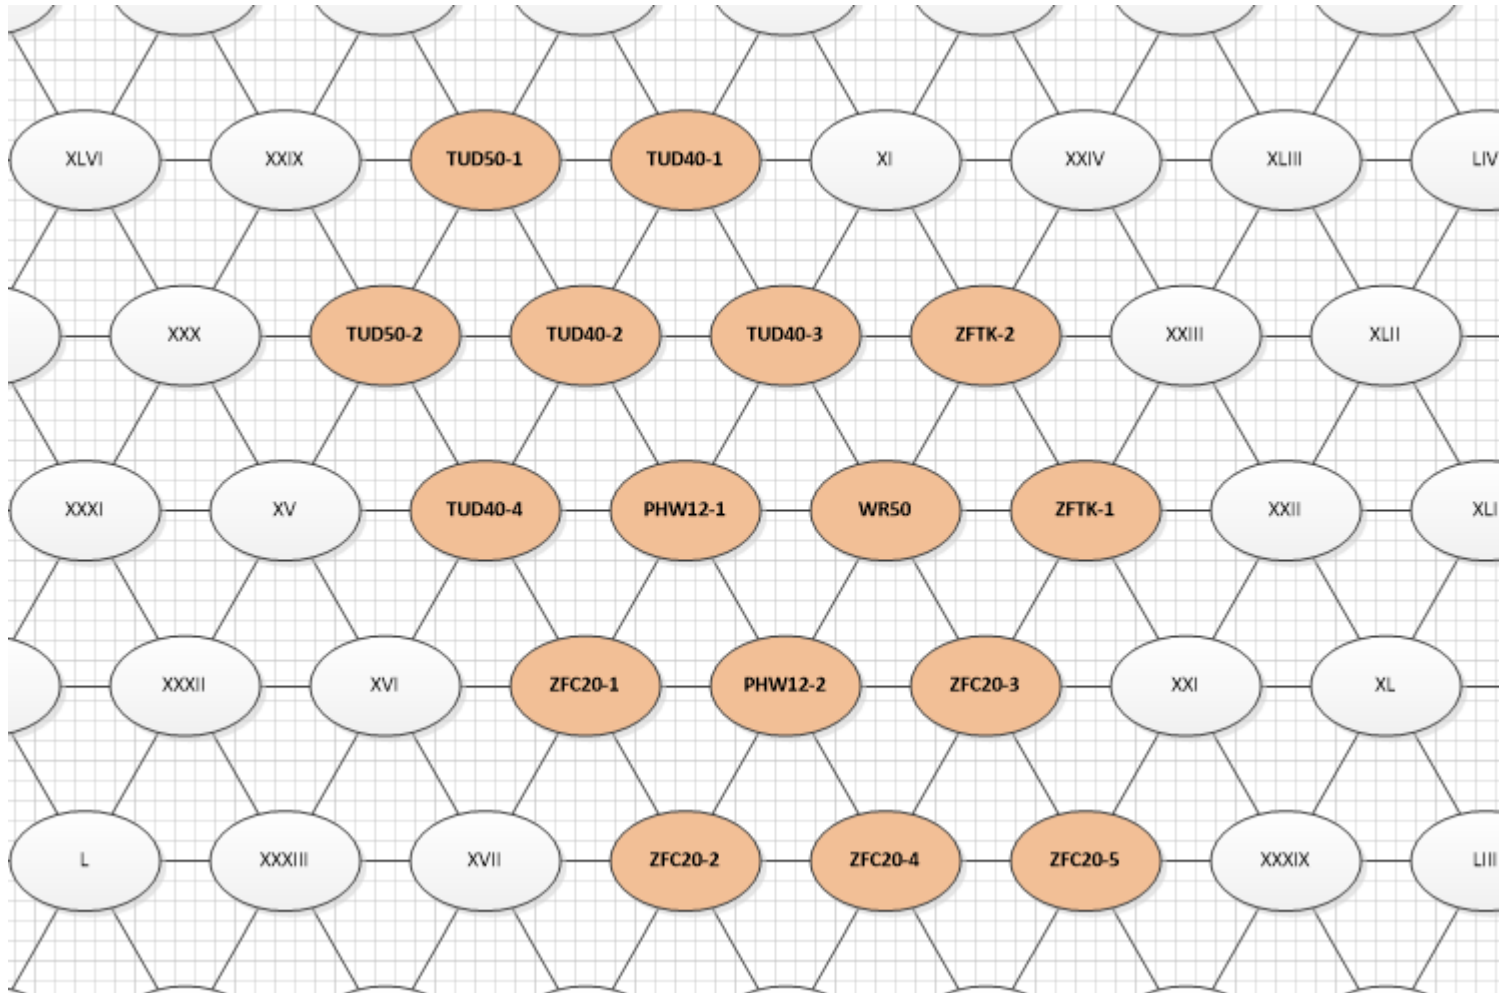 XLVI XXIX TUD50-1 TUD40-1 XI XXIV XLIII LIV
XXX TUD50-2 TUD40-2 TUD40-3 ZFTK-2 XXIII XLII
XXXI XV TUD40-4 PHW12-1 WR50 ZFTK-1 XXII XLI
XXXII XVI ZFC20-1 PHW12-2 ZFC20-3 XXI XL
L XXXIII XVII ZFC20-2 ZFC20-4 ZFC20-5 XXXIX LIII